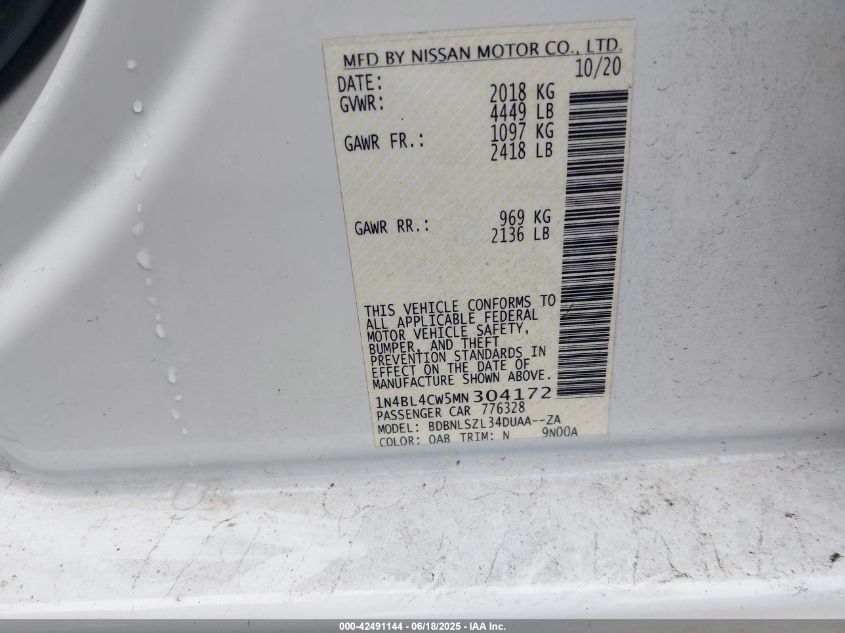 MFD BY NISSAN MOTOR CO., LTD.
DATE: 10/20
GVWR: 2018 KG
4449 LB
GAWR FR.: 1097 KG
2418 LB
GAWR RR.: 969 KG
2136 LB
THIS VEHICLE CONFORMS TO
ALL APPLICABLE FEDERAL
MOTOR VEHICLE SAFETY,
BUMPER, AND THEFT
PREVENTION STANDARDS IN
EFFECT ON THE DATE OF
MANUFACTURE SHOWN ABOVE.
1N4BL4CW5MN304172
PASSENGER CAR 776328
MODEL: BDBNLSZL34DUAA--ZA
COLOR: QAB TRIM: N 9N00A
000-42491144 - 06/18/2025 - IAA Inc.